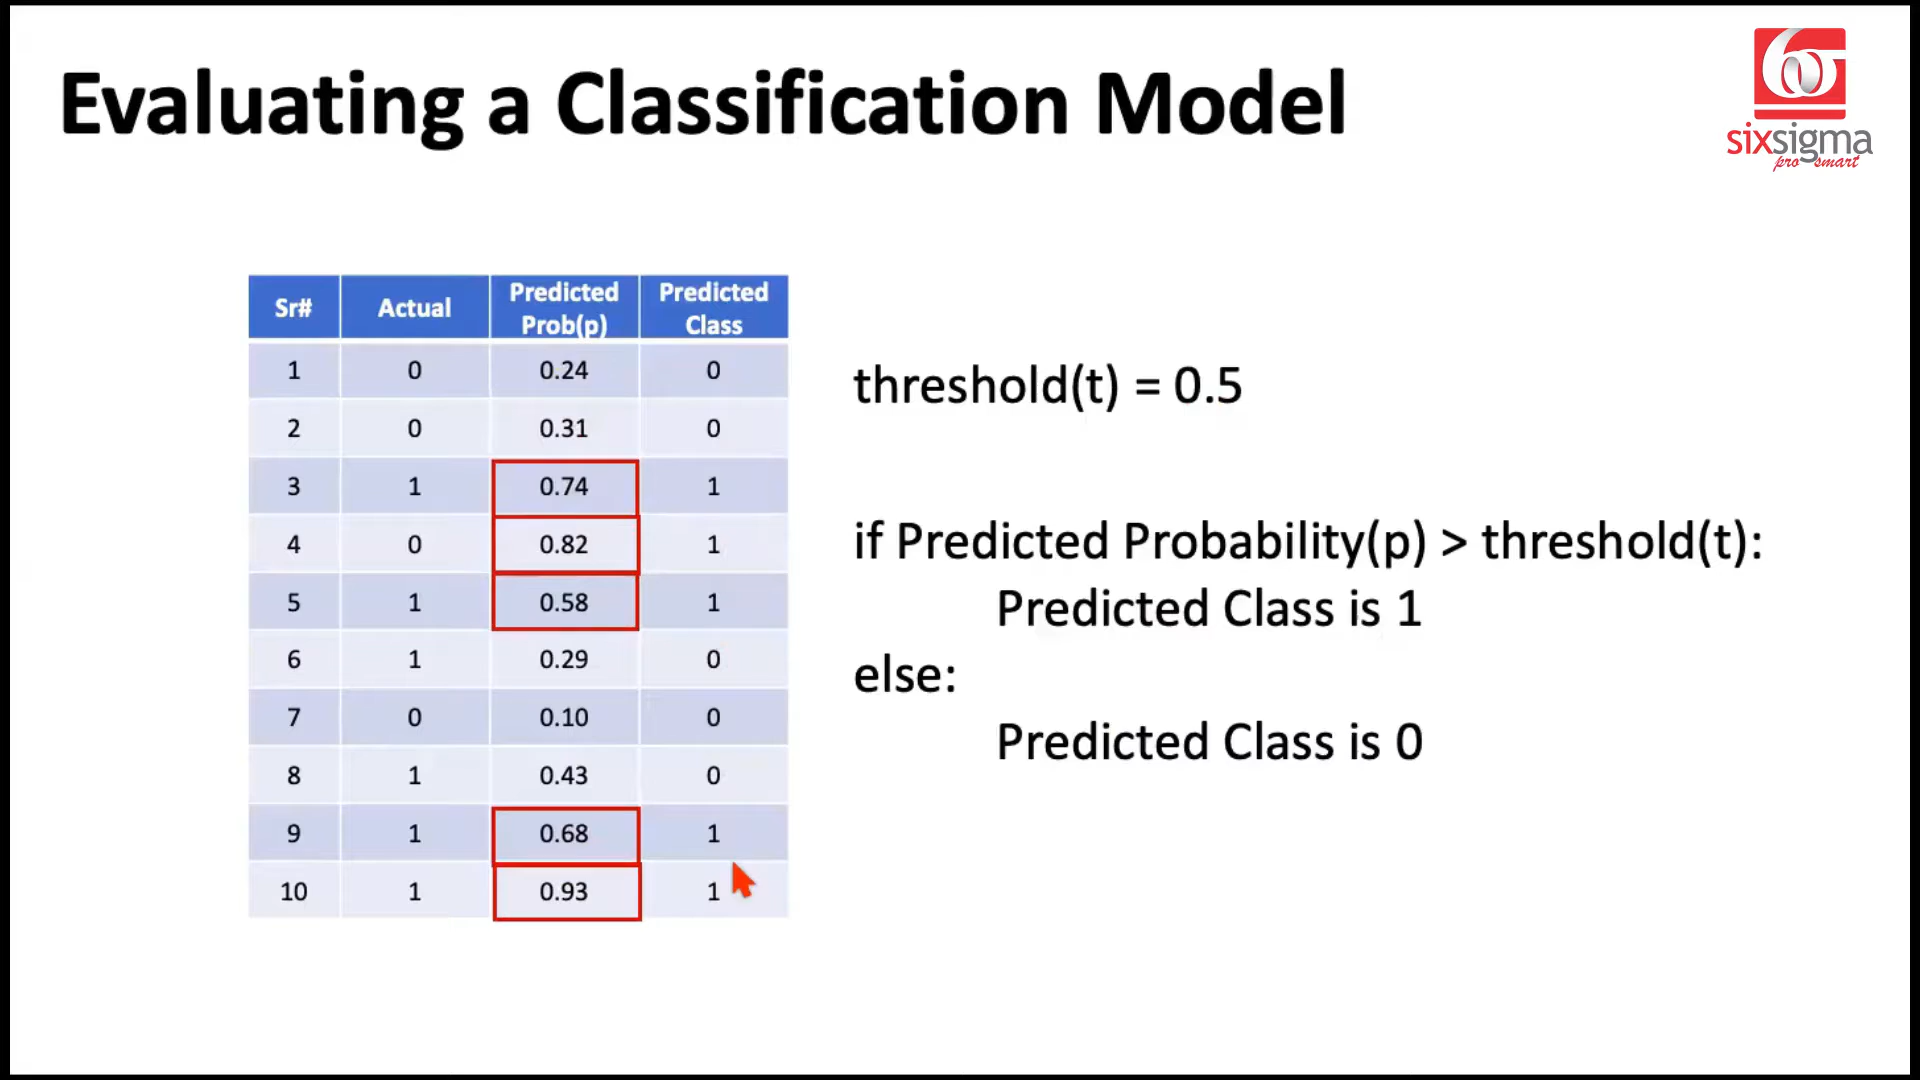 Evaluating a Classification Model
sixsigma
pro smart
Sr# Actual Predicted Prob(p) Predicted Class
1 0 0.24 0
2 0 0.31 0
3 1 0.74 1
4 0 0.82 1
5 1 0.58 1
6 1 0.29 0
7 0 0.10 0
8 1 0.43 0
9 1 0.68 1
10 1 0.93 1
threshold(t) = 0.5
if Predicted Probability(p) > threshold(t):
Predicted Class is 1
else:
Predicted Class is 0